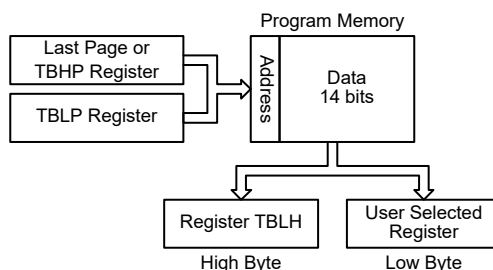 Program Memory
Last Page or
TBHP Register
TBLP Register
Address
Data
14 bits
Register TBLH
User Selected
Register
High Byte
Low Byte